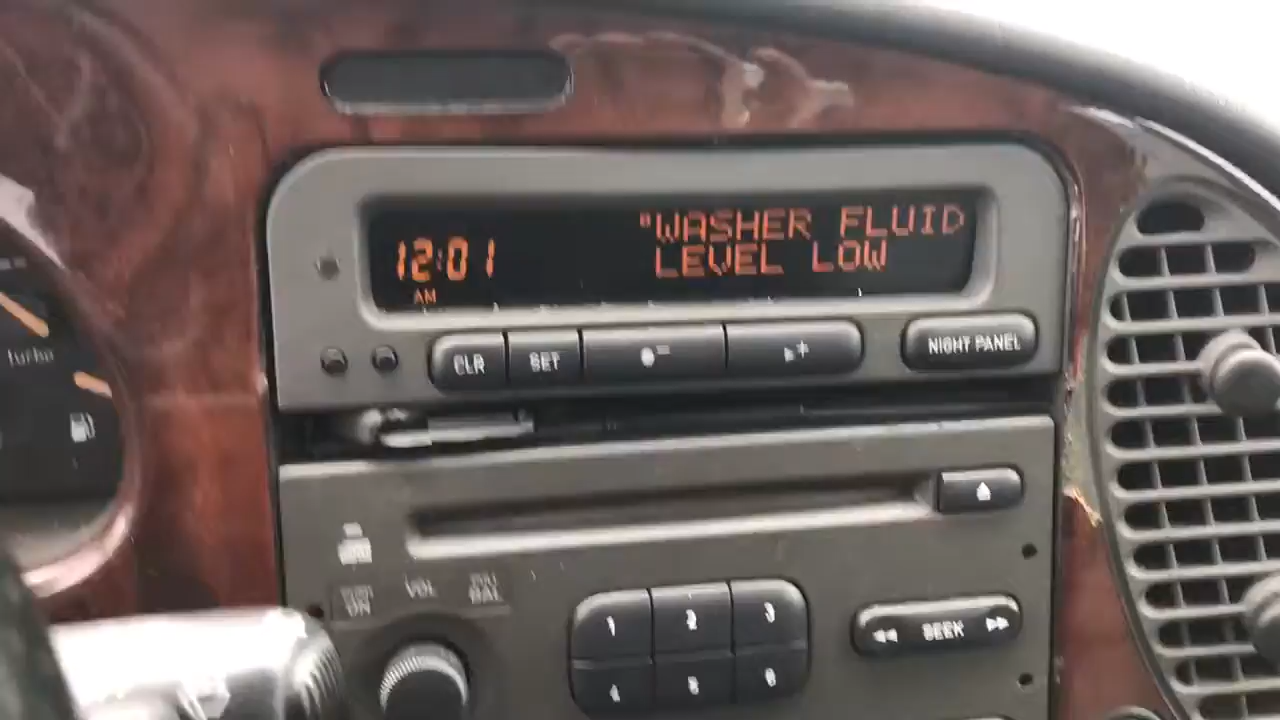 "WASHER FLUID
LEVEL LOW
12:01
AM
CLR
SET
NIGHT PANEL
turbo
ON
VOL
BAL
1
2
3
SEEK
4
5
6